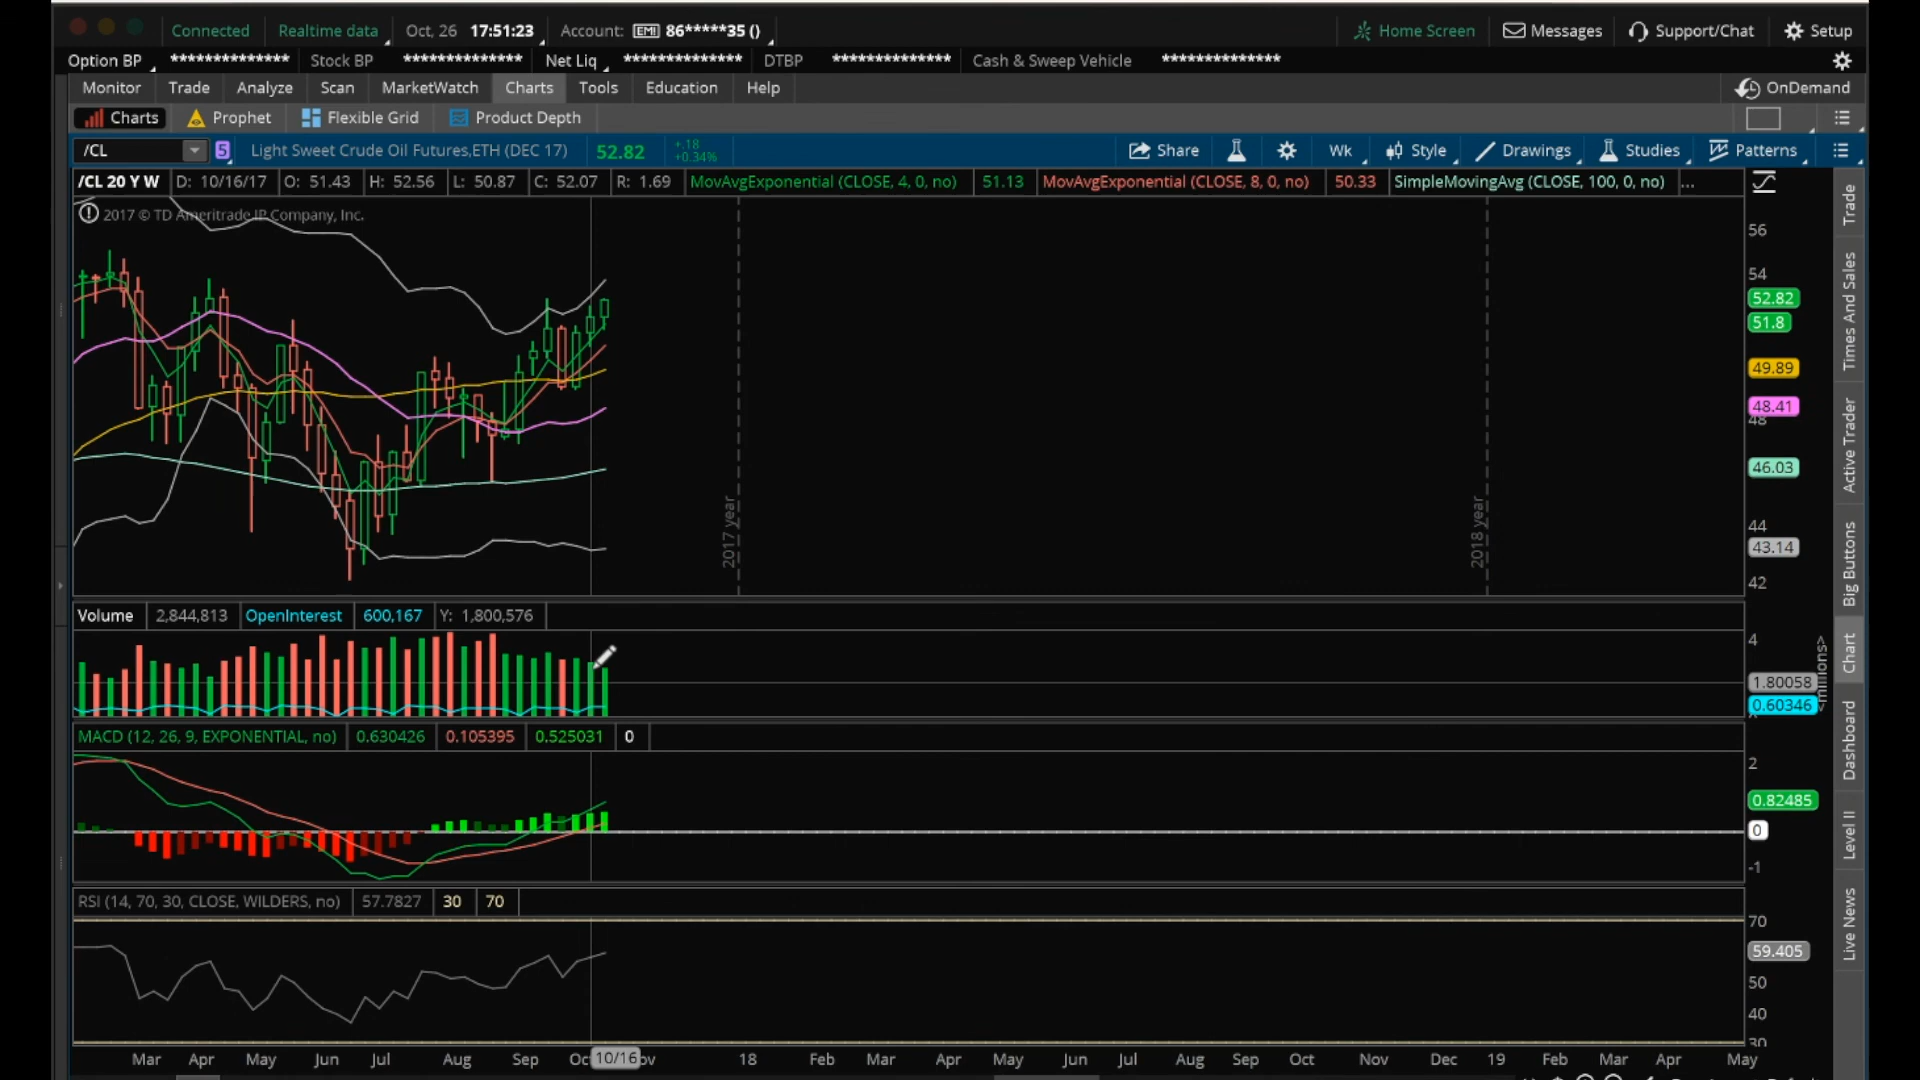 Connected Realtime data Oct, 26 17:51:23 Account: EMI 86*****35 () Home Screen Messages Support/Chat Setup
Option BP ************** Stock BP ************** Net Liq ************** DTBP ************** Cash & Sweep Vehicle **************
Monitor Trade Analyze Scan MarketWatch Charts Tools Education Help OnDemand
Charts Prophet Flexible Grid Product Depth
/CL 5 Light Sweet Crude Oil Futures,ETH (DEC 17) 52.82 +.18 +0.34% Share Wk Style Drawings Studies Patterns
/CL 20 Y W D: 10/16/17 O: 51.43 H: 52.56 L: 50.87 C: 52.07 R: 1.69 MovAvgExponential (CLOSE, 4, 0, no) 51.13 MovAvgExponential (CLOSE, 8, 0, no) 50.33 SimpleMovingAvg (CLOSE, 100, 0, no) ...
2017 © TD Ameritrade IP Company, Inc.
56
54
52.82
51.8
49.89
48.41
48
46.03
44
43.14
42
2017 year
2018 year
Volume 2,844,813 OpenInterest 600,167 Y: 1,800,576
4
1.80058
0.60346
<millions>
MACD (12, 26, 9, EXPONENTIAL, no) 0.630426 0.105395 0.525031 0
2
0.82485
0
-1
RSI (14, 70, 30, CLOSE, WILDERS, no) 57.7827 30 70
70
59.405
50
40
30
Mar Apr May Jun Jul Aug Sep Oct 10/16 ov 18 Feb Mar Apr May Jun Jul Aug Sep Oct Nov Dec 19 Feb Mar Apr May
Trade
Times And Sales
Active Trader
Big Buttons
Chart
Dashboard
Level II
Live News